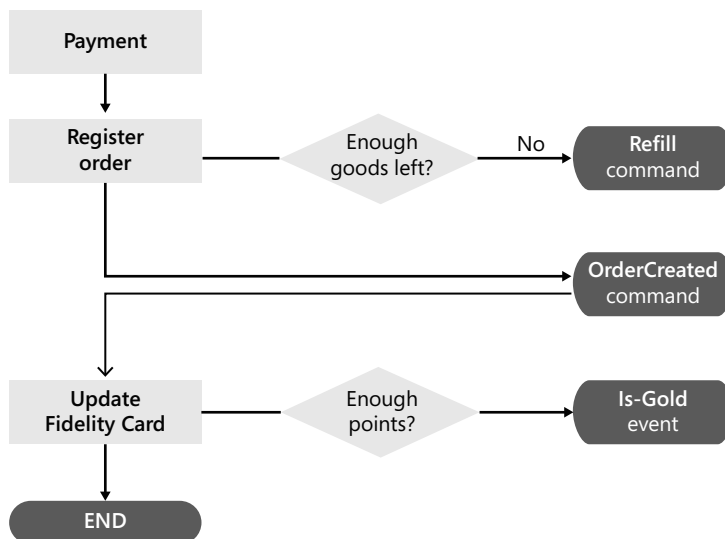 Payment
Register
order
Enough
goods left?
No
Refill
command
OrderCreated
command
Update
Fidelity Card
Enough
points?
Is-Gold
event
END